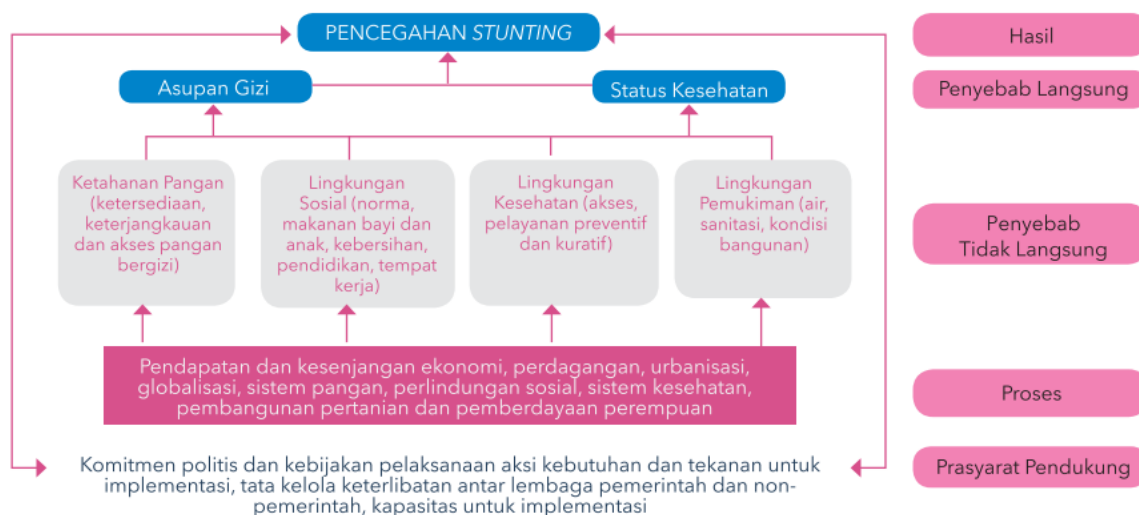 PENCEGAHAN STUNTING
Hasil
Asupan Gizi
Status Kesehatan
Penyebab Langsung
Ketahanan Pangan
(ketersediaan,
keterjangkauan
dan akses pangan
bergizi)
Lingkungan
Sosial (norma,
makanan bayi dan
anak, kebersihan,
pendidikan, tempat
kerja)
Lingkungan
Kesehatan (akses,
pelayanan preventif
dan kuratif)
Lingkungan
Pemukiman (air,
sanitasi, kondisi
bangunan)
Penyebab
Tidak Langsung
Pendapatan dan kesenjangan ekonomi, perdagangan, urbanisasi,
globalisasi, sistem pangan, perlindungan sosial, sistem kesehatan,
pembangunan pertanian dan pemberdayaan perempuan
Proses
Komitmen politis dan kebijakan pelaksanaan aksi kebutuhan dan tekanan untuk
implementasi, tata kelola keterlibatan antar lembaga pemerintah dan non-
pemerintah, kapasitas untuk implementasi
Prasyarat Pendukung